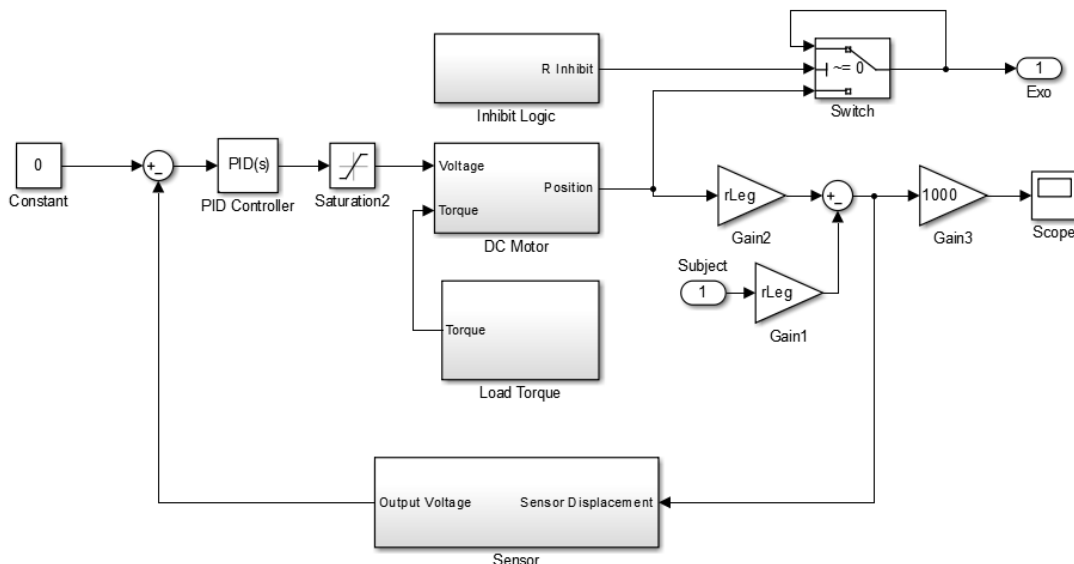 R Inhibit
Inhibit Logic
~= 0
Switch
1
Exo
0
Constant
+
−
PID(s)
PID Controller
Saturation2
Voltage
Torque
Position
DC Motor
rLeg
Gain2
+
−
1000
Gain3
Scope
Subject
1
rLeg
Gain1
Torque
Load Torque
Output Voltage
Sensor Displacement
Sensor